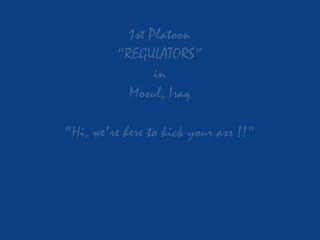 1st Platoon
"REGULATORS"
in
Mosul, Iraq
"Hi, we're here to kick your ass !!"